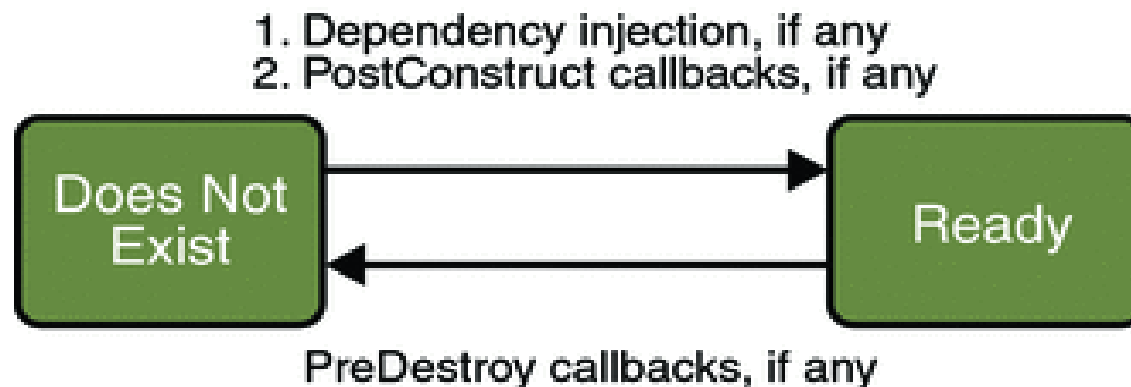 1. Dependency injection, if any
2. PostConstruct callbacks, if any
Does Not
Exist
Ready
PreDestroy callbacks, if any